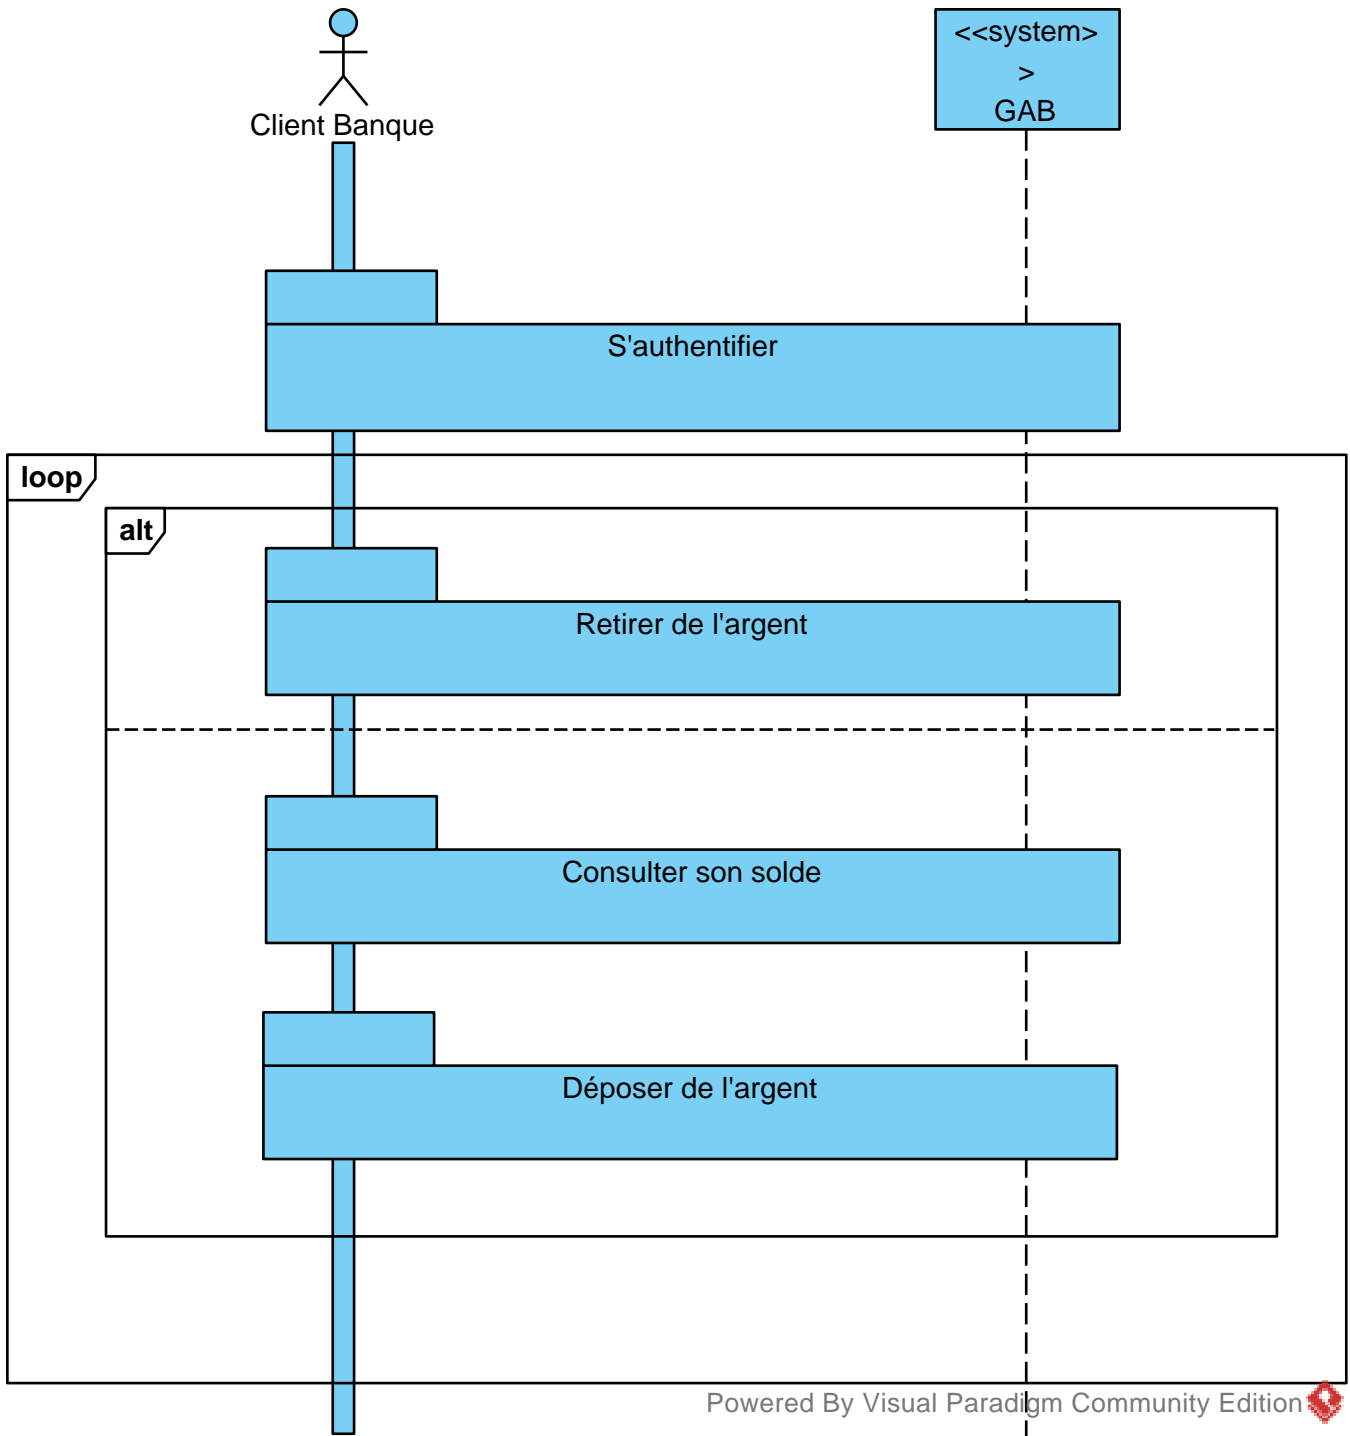 Client Banque
<<system>
>
GAB
S'authentifier
loop
alt
Retirer de l'argent
Consulter son solde
Déposer de l'argent
Powered By Visual Paradigm Community Edition